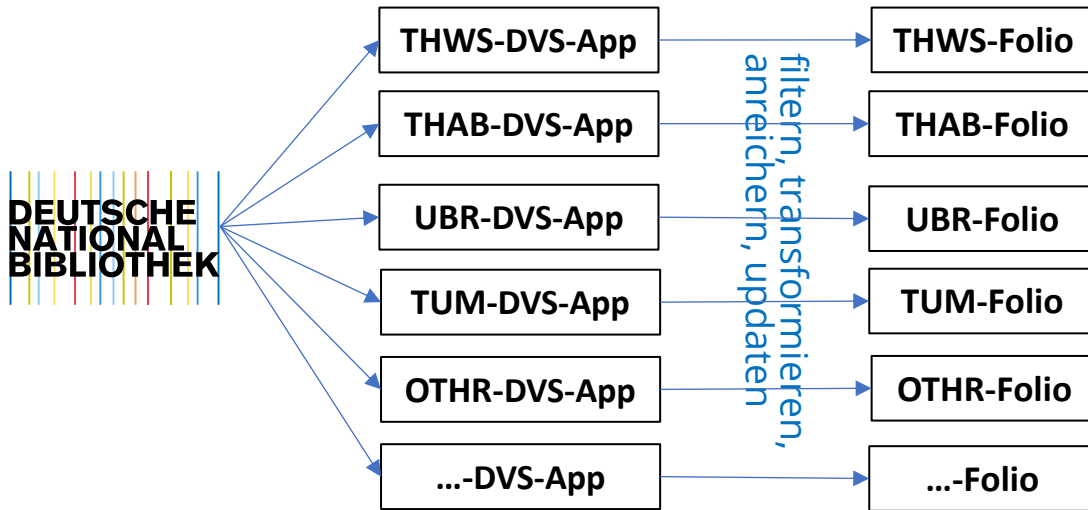 DEUTSCHE
NATIONAL
BIBLIOTHEK
THWS-DVS-App
THAB-DVS-App
UBR-DVS-App
TUM-DVS-App
OTHR-DVS-App
...-DVS-App
filtern, transformieren,
anreichern, updaten
THWS-Folio
THAB-Folio
UBR-Folio
TUM-Folio
OTHR-Folio
...-Folio